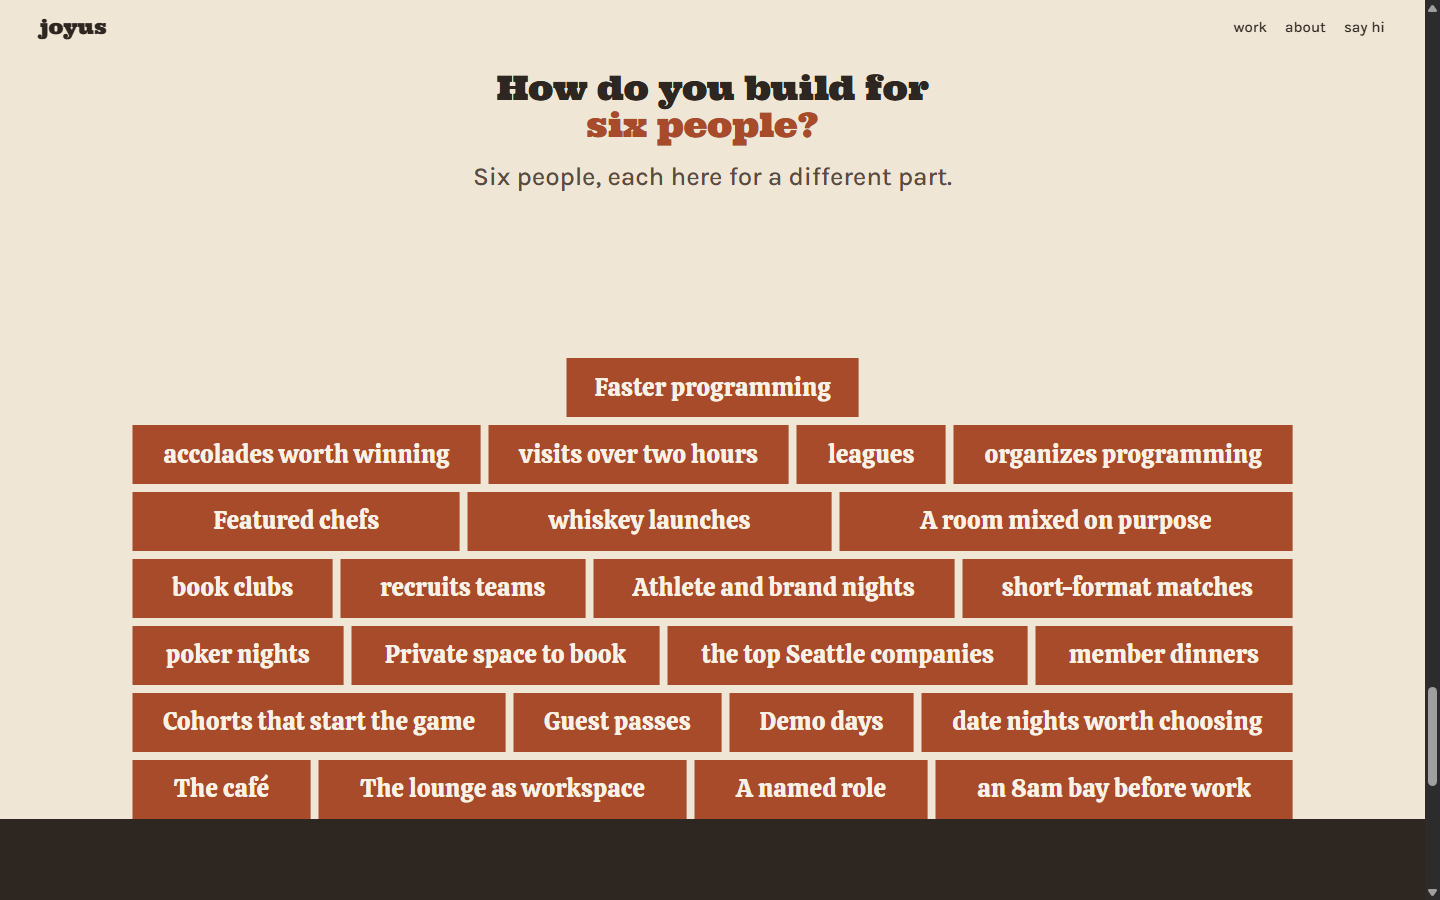 joyus
work about say hi
How do you build for
six people?
Six people, each here for a different part.
Faster programming
accolades worth winning visits over two hours leagues organizes programming
Featured chefs whiskey launches A room mixed on purpose
book clubs recruits teams Athlete and brand nights short-format matches
poker nights Private space to book the top Seattle companies member dinners
Cohorts that start the game Guest passes Demo days date nights worth choosing
The café The lounge as workspace A named role an 8am bay before work